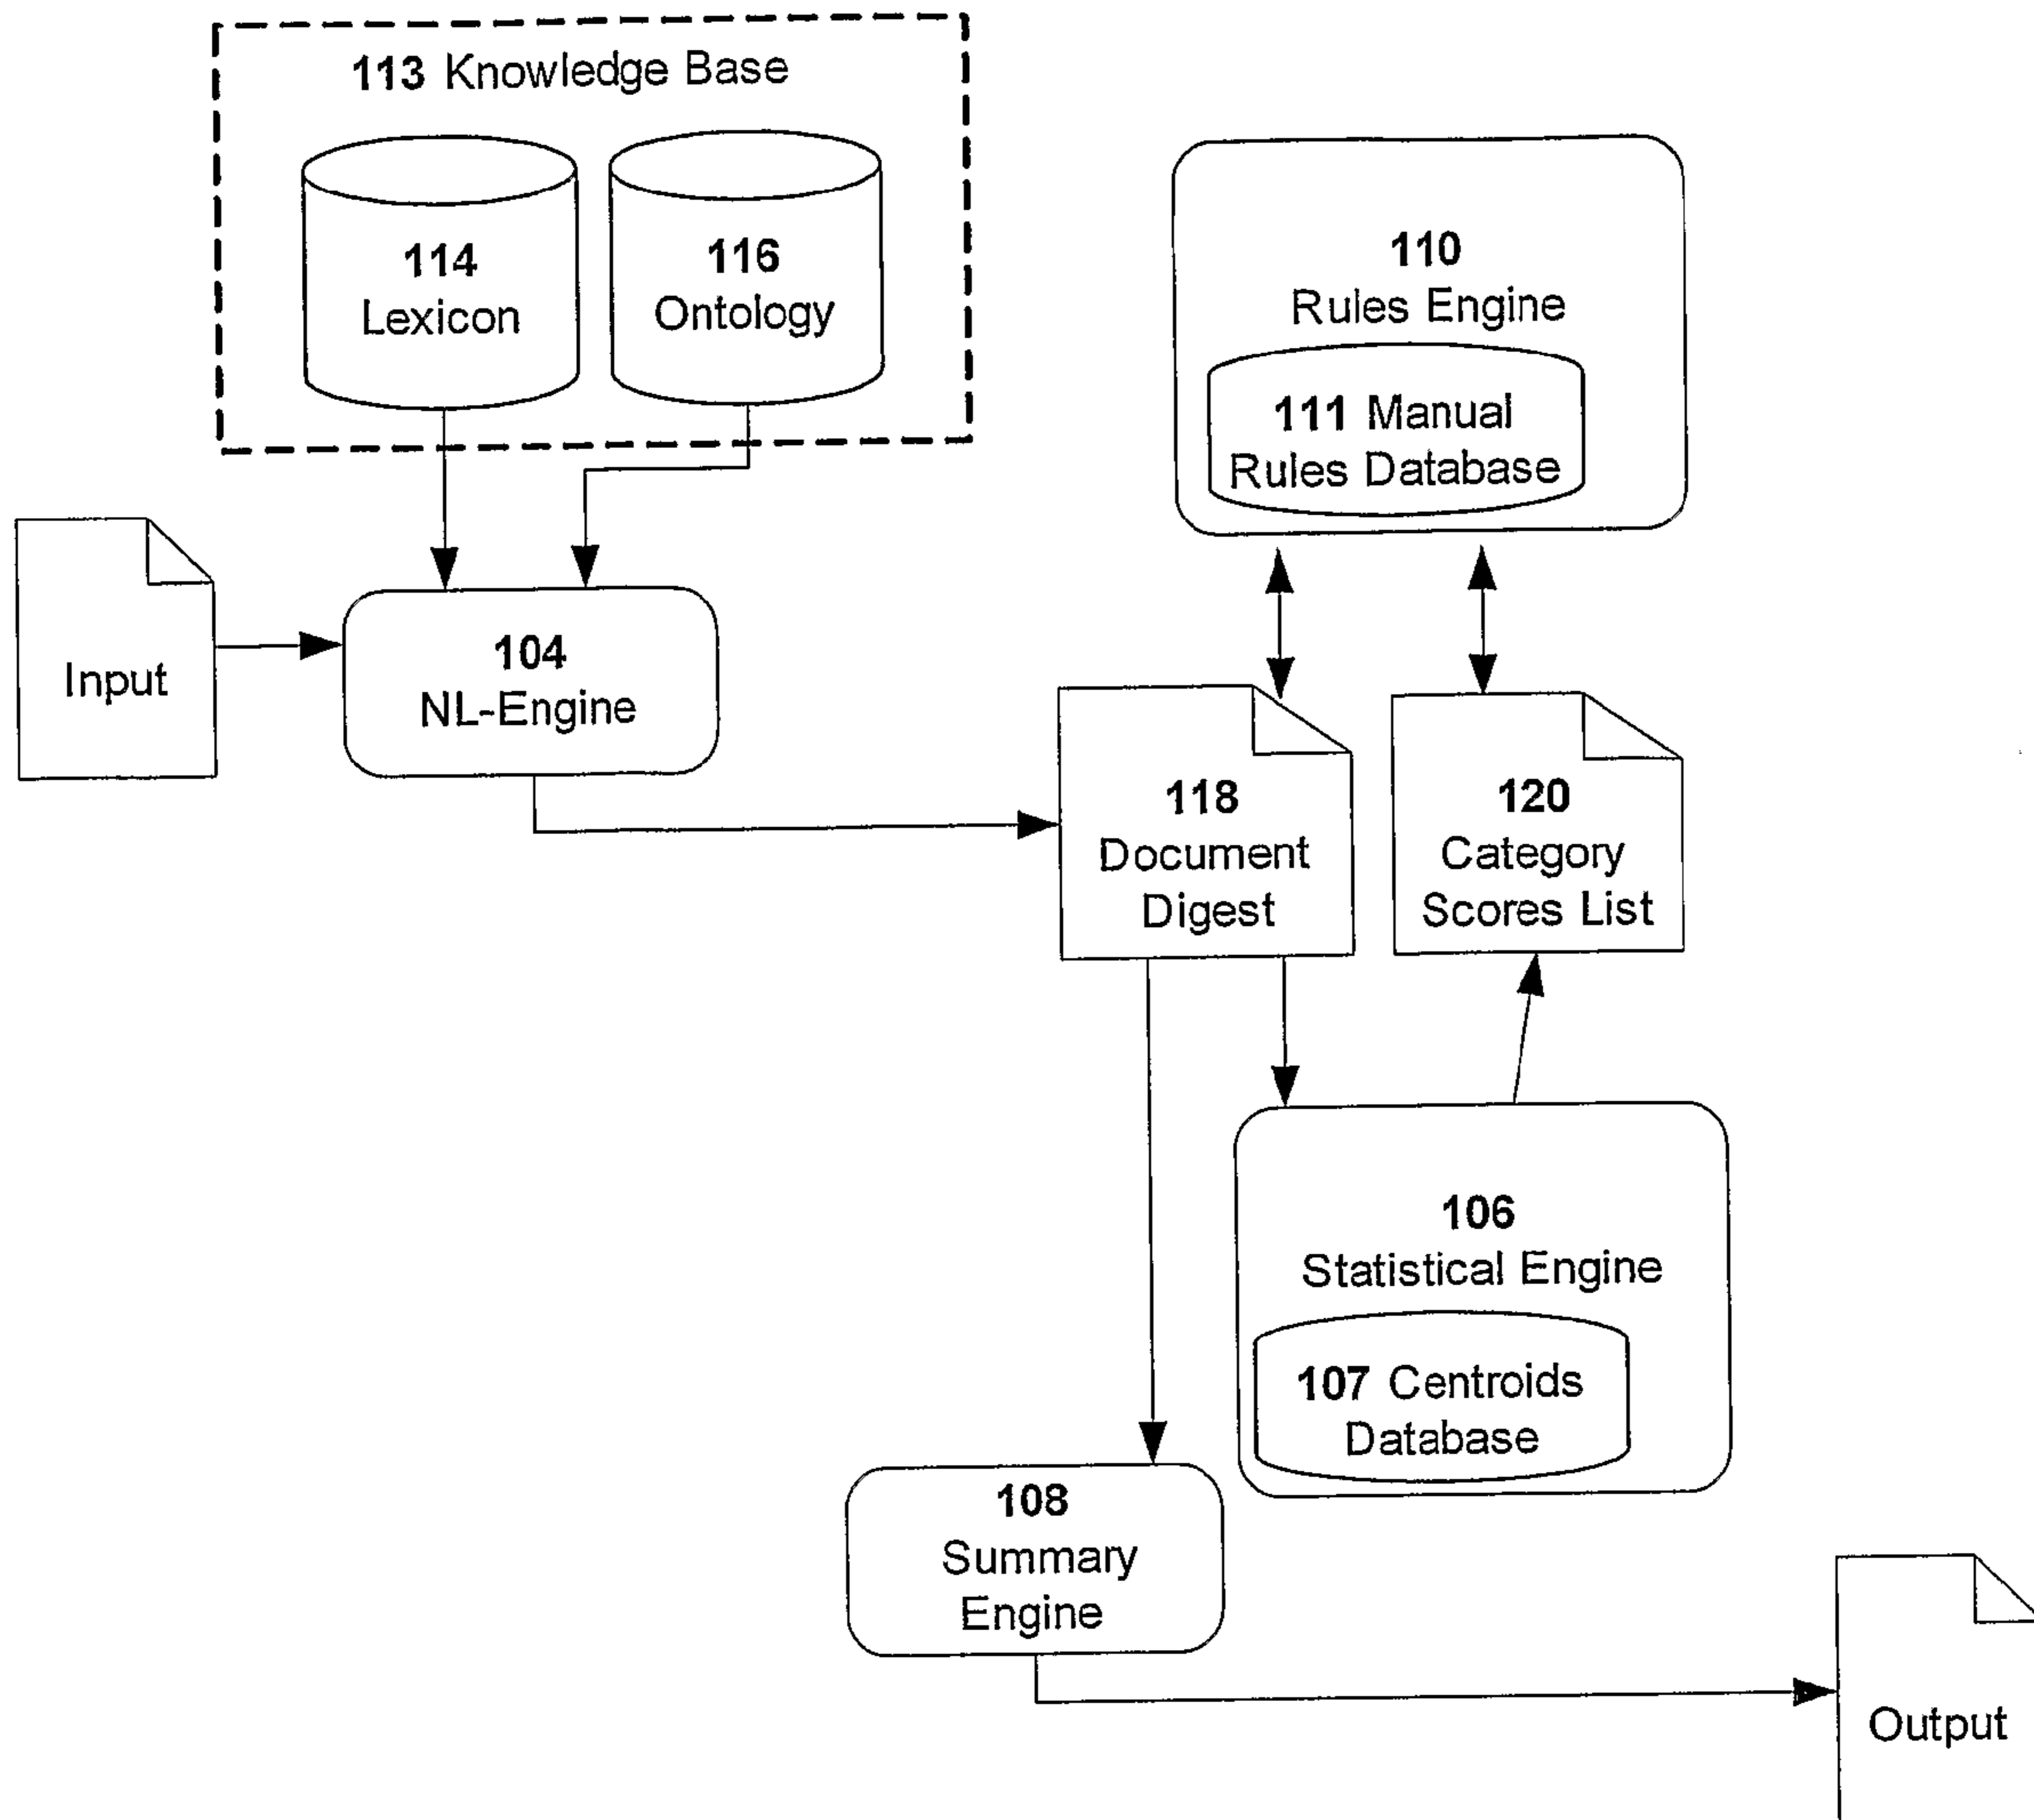 113 Knowledge Base
114
Lexicon
116
Ontology
110
Rules Engine
111 Manual
Rules Database
Input
104
NL-Engine
118
Document
Digest
120
Category
Scores List
106
Statistical Engine
107 Centroids
Database
108
Summary
Engine
Output